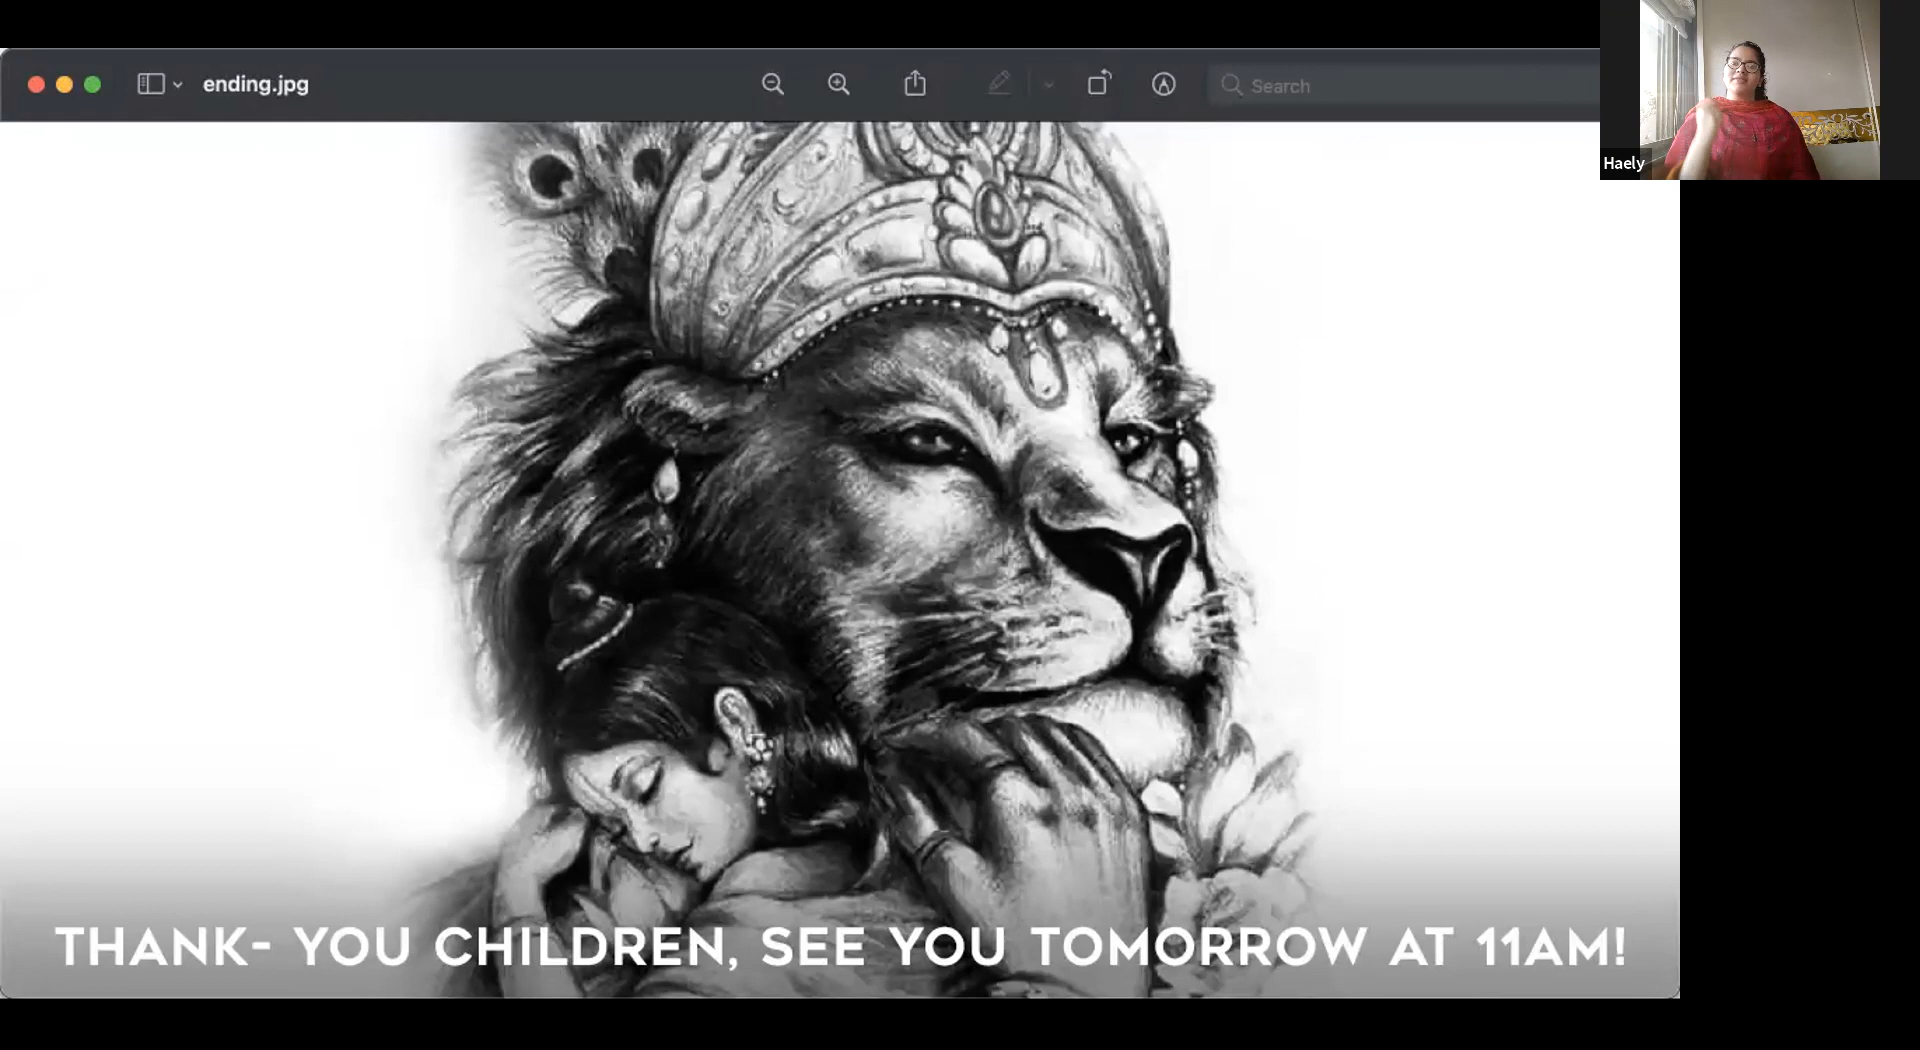 ending.jpg
Search
Haely
THANK- YOU CHILDREN, SEE YOU TOMORROW AT 11AM!